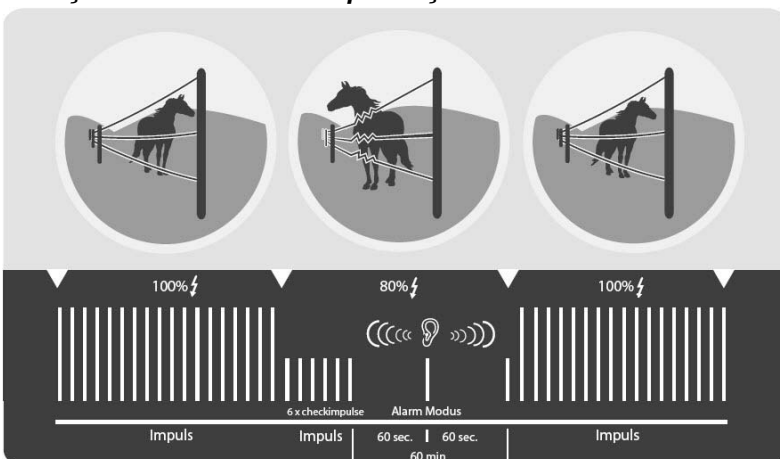 100% 80% 100%
6 x checkimpulse Alarm Modus
Impuls Impuls 60 sec. 60 sec. Impuls
60 min